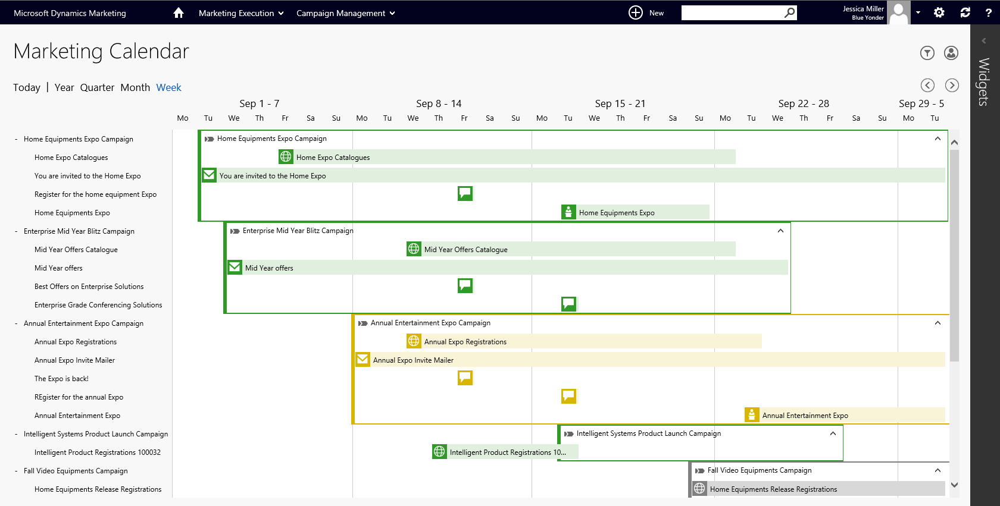 Microsoft Dynamics Marketing
Marketing Execution
Campaign Management
New
Jessica Miller
Blue Yonder
?
Marketing Calendar
Widgets
Today | Year Quarter Month Week
Sep 1 - 7 Sep 8 - 14 Sep 15 - 21 Sep 22 - 28 Sep 29 - 5
Mo Tu We Th Fr Sa Su Mo Tu We Th Fr Sa Su Mo Tu We Th Fr Sa Su Mo Tu We Th Fr Sa Su Mo Tu
- Home Equipments Expo Campaign Home Equipments Expo Campaign
Home Expo Catalogues Home Expo Catalogues
You are invited to the Home Expo You are invited to the Home Expo
Register for the home equipment Expo
Home Equipments Expo Home Equipments Expo
- Enterprise Mid Year Blitz Campaign Enterprise Mid Year Blitz Campaign
Mid Year Offers Catalogue Mid Year Offers Catalogue
Mid Year offers Mid Year offers
Best Offers on Enterprise Solutions
Enterprise Grade Conferencing Solutions
- Annual Entertainment Expo Campaign Annual Entertainment Expo Campaign
Annual Expo Registrations Annual Expo Registrations
Annual Expo Invite Mailer Annual Expo Invite Mailer
The Expo is back!
REgister for the annual Expo
Annual Entertainment Expo Annual Entertainment Expo
- Intelligent Systems Product Launch Campaign Intelligent Systems Product Launch Campaign
Intelligent Product Registrations 100032 Intelligent Product Registrations 10...
- Fall Video Equipments Campaign Fall Video Equipments Campaign
Home Equipments Release Registrations Home Equipments Release Registrations